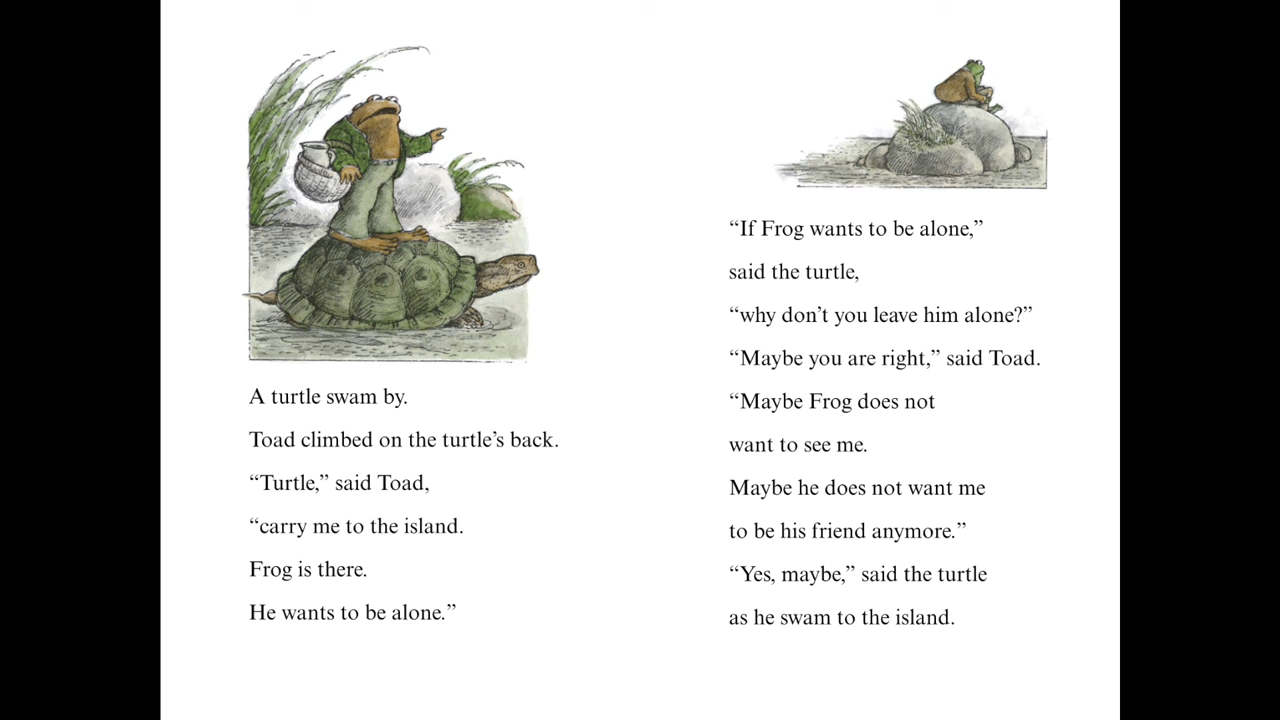 A turtle swam by.
Toad climbed on the turtle’s back.
“Turtle,” said Toad,
“carry me to the island.
Frog is there.
He wants to be alone.”
“If Frog wants to be alone,”
said the turtle,
“why don’t you leave him alone?”
“Maybe you are right,” said Toad.
“Maybe Frog does not
want to see me.
Maybe he does not want me
to be his friend anymore.”
“Yes, maybe,” said the turtle
as he swam to the island.